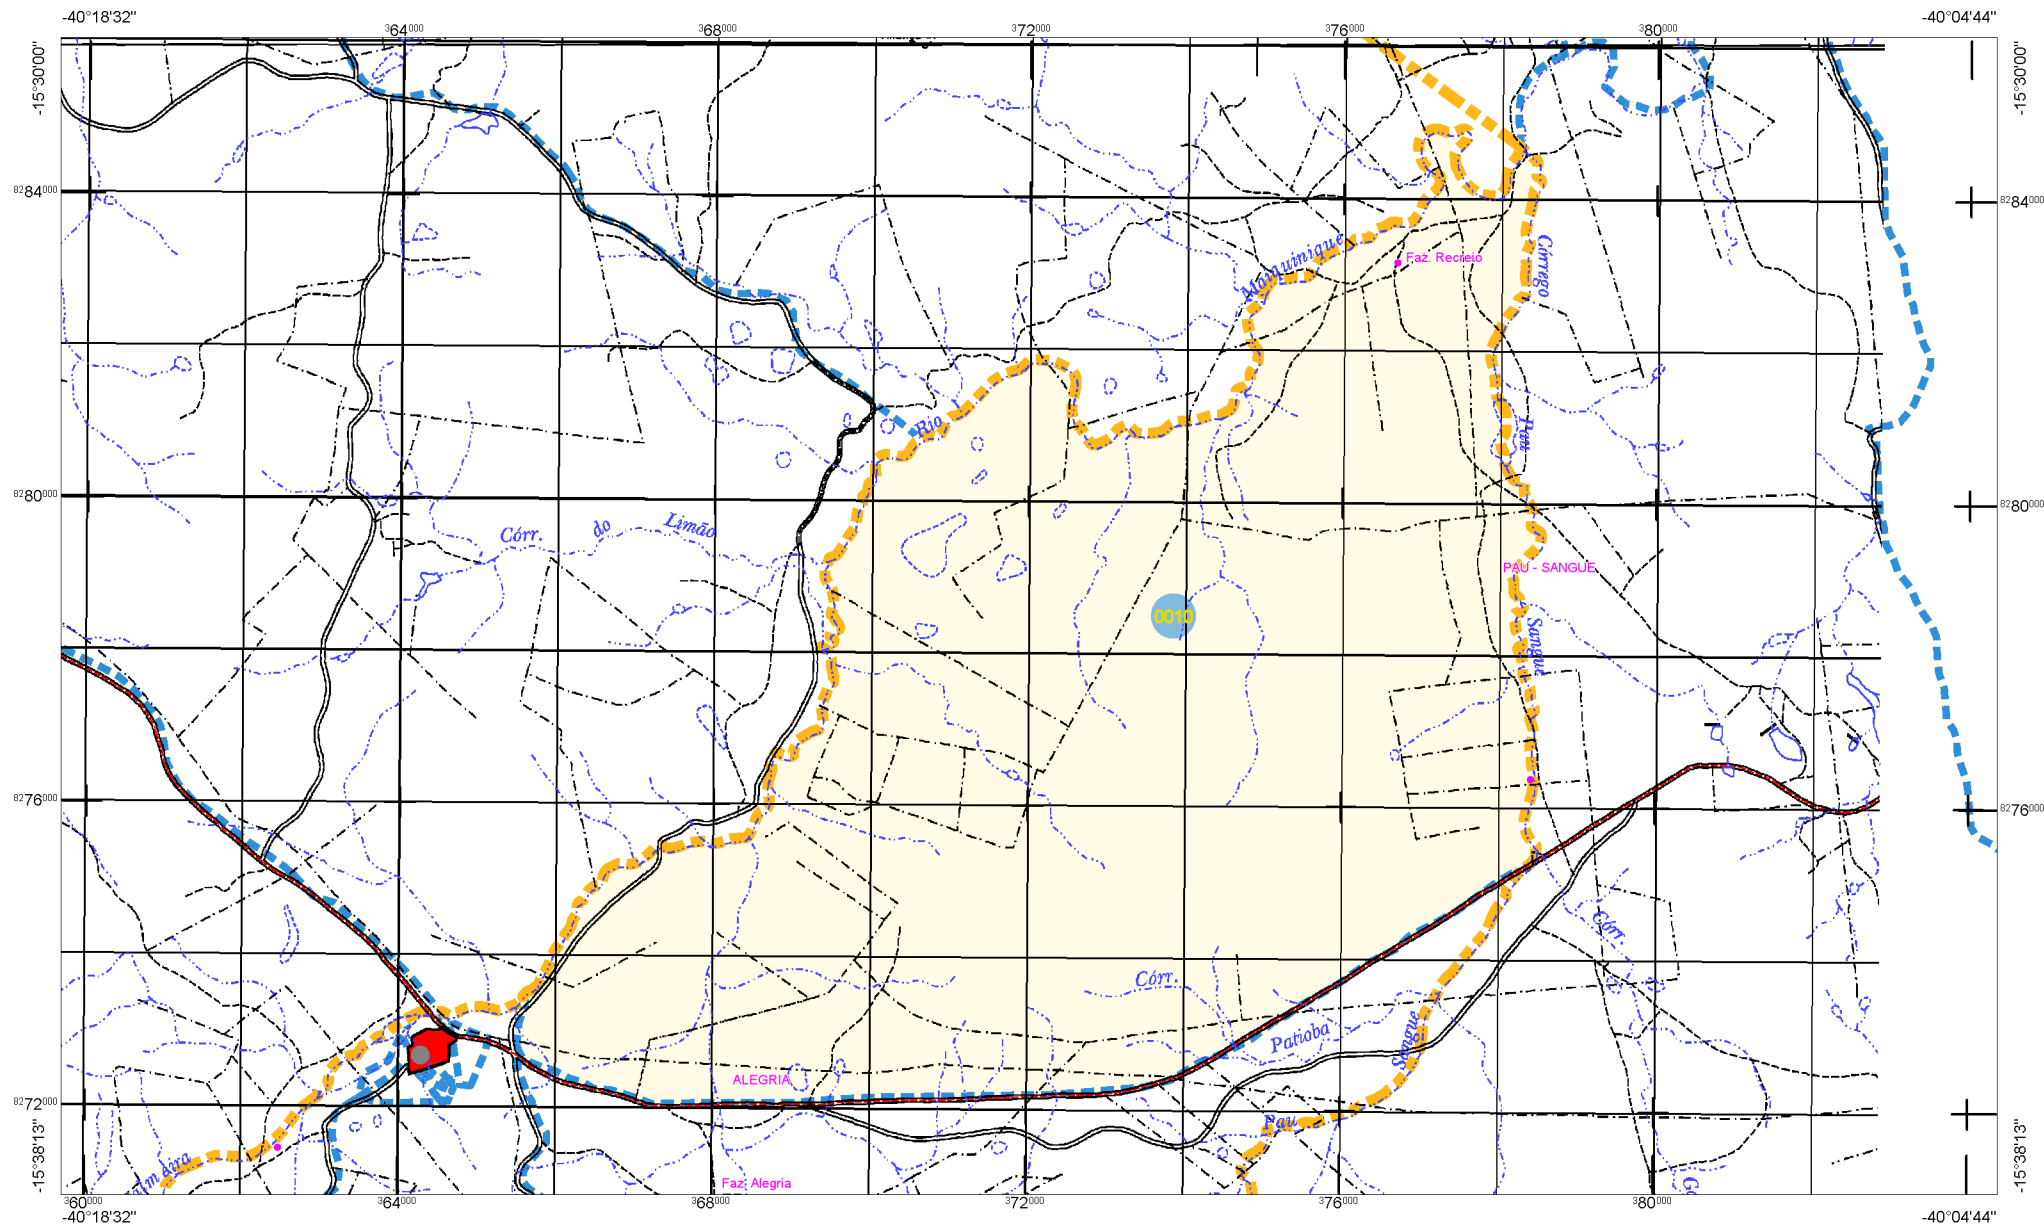 -40°18'32"
-40°04'44"
364000
368000
372000
376000
380000
-15°30'00"
-15°30'00"
8284000
8284000
Maiquinique
Córrego
Faz. Recreio
Rio
Pau
8280000
8280000
Córr.
do
Limão
PAU - SANGUE
0010
Sangue
8276000
8276000
Córr.
Córr.
Patioba
Sangue
ALEGRIA
8272000
8272000
Pau
-15°38'13"
-15°38'13"
Faz. Alegria
360000
364000
368000
372000
376000
380000
-40°18'32"
-40°04'44"